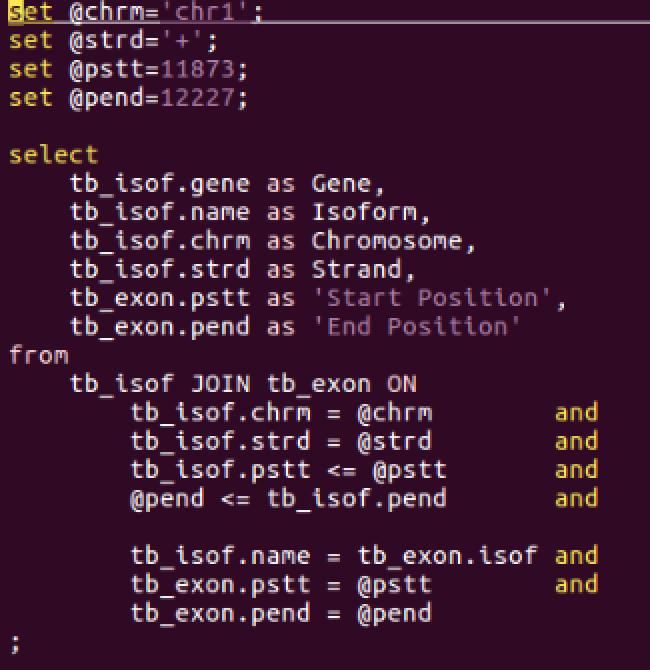 set @chrm='chr1';
set @strd='+';
set @pstt=11873;
set @pend=12227;

select
    tb_isof.gene as Gene,
    tb_isof.name as Isoform,
    tb_isof.chrm as Chromosome,
    tb_isof.strd as Strand,
    tb_exon.pstt as 'Start Position',
    tb_exon.pend as 'End Position'
from
    tb_isof JOIN tb_exon ON
        tb_isof.chrm = @chrm        and
        tb_isof.strd = @strd        and
        tb_isof.pstt <= @pstt       and
        @pend <= tb_isof.pend       and

        tb_isof.name = tb_exon.isof and
        tb_exon.pstt = @pstt        and
        tb_exon.pend = @pend
;